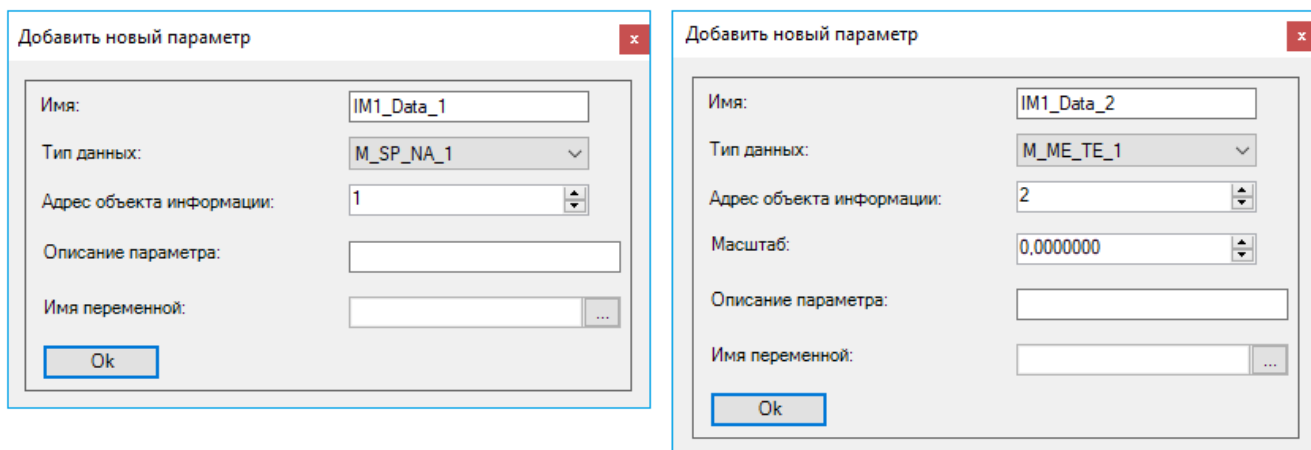 Добавить новый параметр
x
Имя:
IM1_Data_1
Тип данных:
M_SP_NA_1
Адрес объекта информации:
1
Описание параметра:
Имя переменной:
...
Ok
Добавить новый параметр
x
Имя:
IM1_Data_2
Тип данных:
M_ME_TE_1
Адрес объекта информации:
2
Масштаб:
0,0000000
Описание параметра:
Имя переменной:
...
Ok